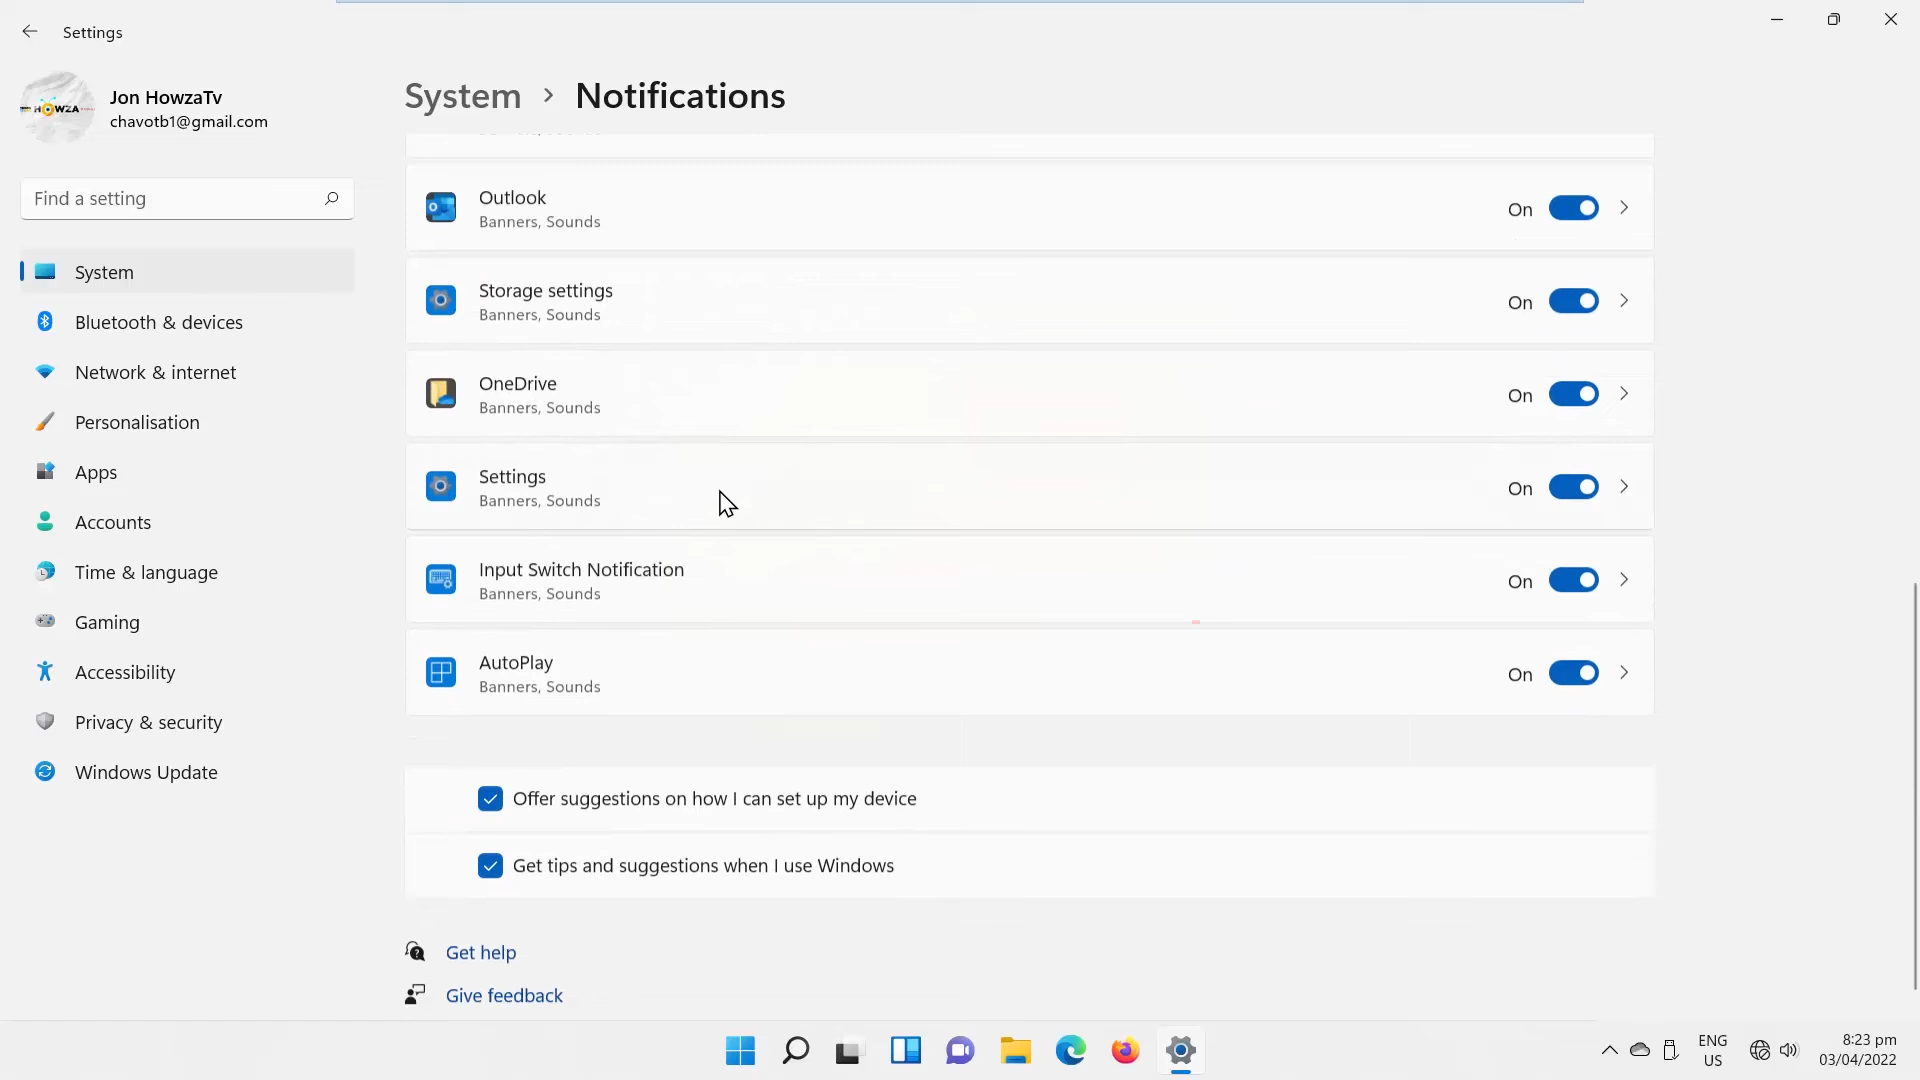 Settings
Jon HowzaTv
chavotb1@gmail.com
HOWZA
Find a setting
System
Bluetooth & devices
Network & internet
Personalisation
Apps
Accounts
Time & language
Gaming
Accessibility
Privacy & security
Windows Update
System > Notifications
Outlook
Banners, Sounds
On
Storage settings
Banners, Sounds
On
OneDrive
Banners, Sounds
On
Settings
Banners, Sounds
On
Input Switch Notification
Banners, Sounds
On
AutoPlay
Banners, Sounds
On
Offer suggestions on how I can set up my device
Get tips and suggestions when I use Windows
Get help
Give feedback
ENG
US
8:23 pm
03/04/2022